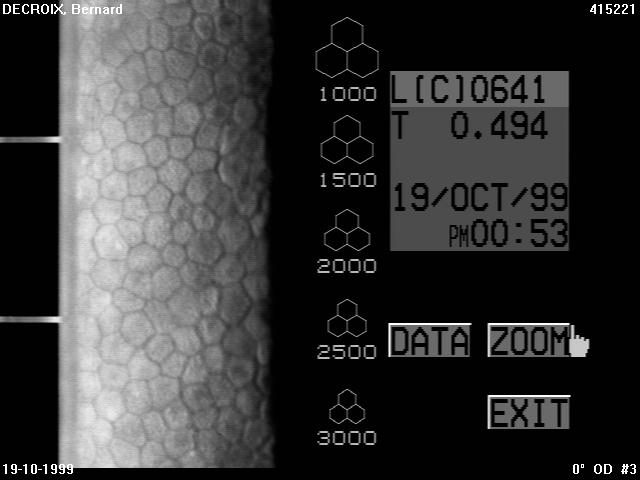 DECROIX, Bernard
415221
1000
1500
2000
2500
3000
L(C)0641
T 0.494
19/OCT/99
PM00:53
DATA
ZOOM
EXIT
19-10-1999
0° OD #3